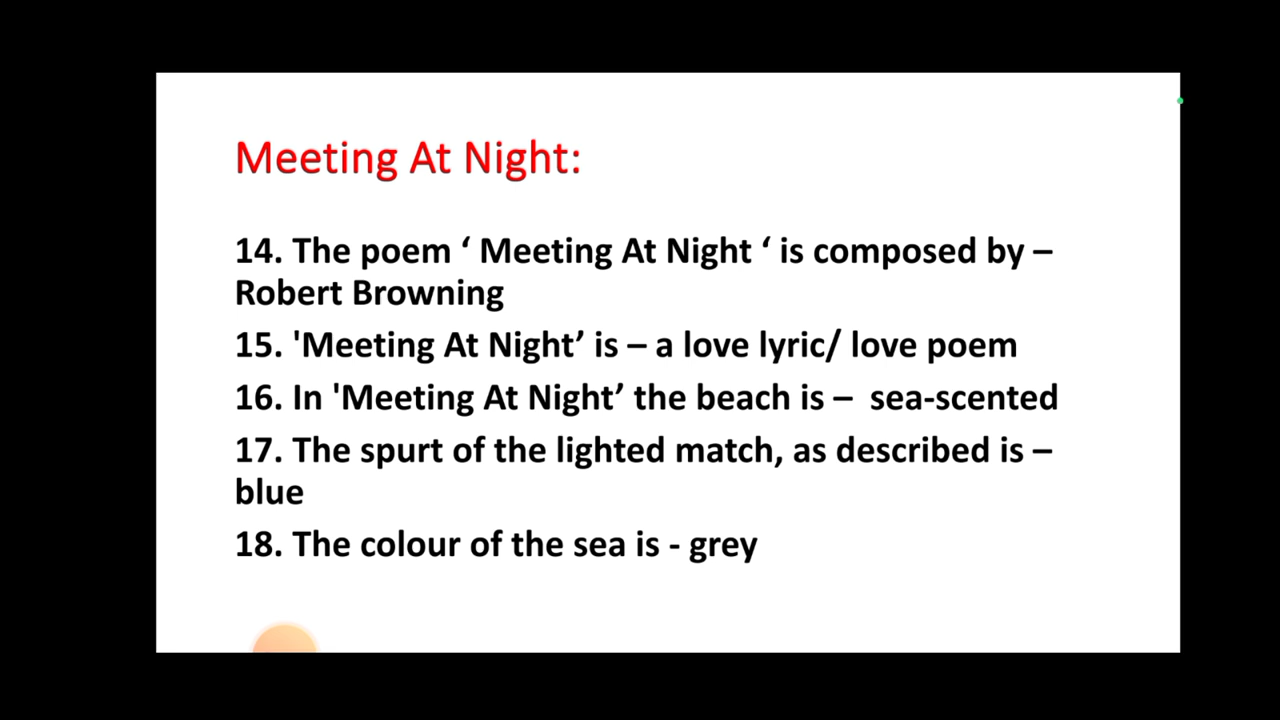 Meeting At Night:
14. The poem ‘ Meeting At Night ‘ is composed by –
Robert Browning
15. 'Meeting At Night’ is – a love lyric/ love poem
16. In 'Meeting At Night’ the beach is –  sea-scented
17. The spurt of the lighted match, as described is –
blue
18. The colour of the sea is - grey